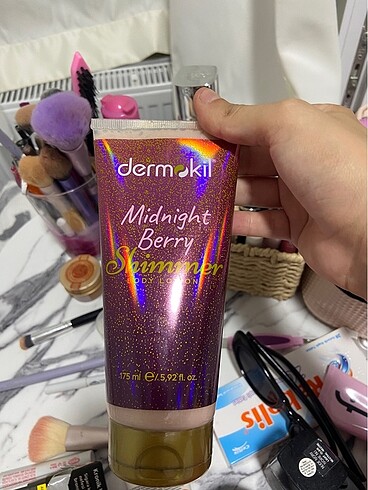 dermokil
Midnight
Berry
Shimmer
BODY LOTION
175 ml ℮/5,92 fl. oz.